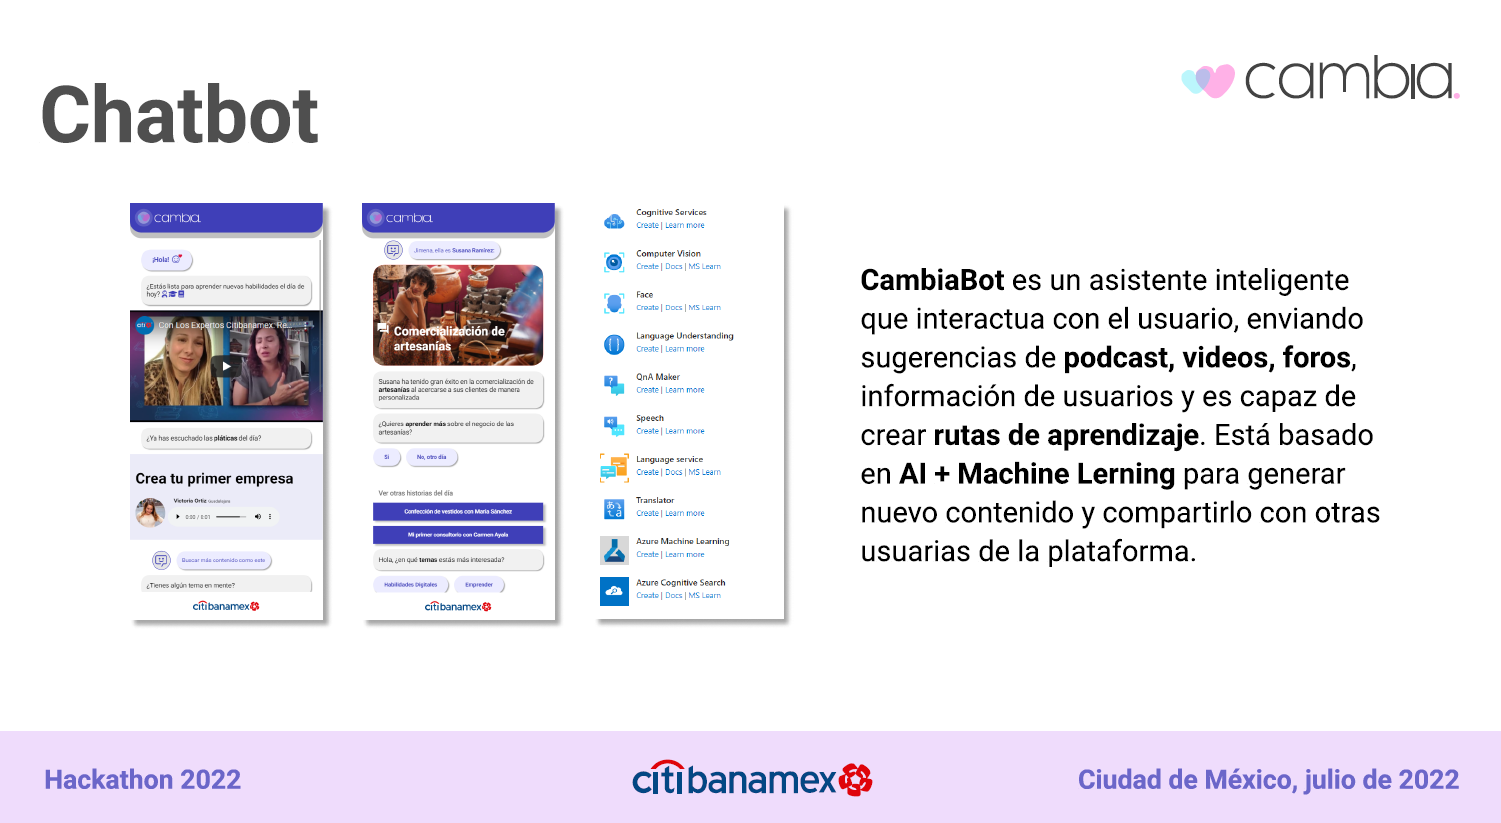 Chatbot
cambia.
cambia.
¡Hola!
¿Estás lista para aprender nuevas habilidades el día de
hoy?
citi
Con Los Expertos Citibanamex: Re...
¿Ya has escuchado las pláticas del día?
Crea tu primer empresa
Victoria Ortiz Guadalajara
0:00 / 5:01
Buscar más contenido como este
¿Tienes algún tema en mente?
citibanamex
cambia.
Jimena, ella es Susana Ramírez:
Comercialización de
artesanías
Susana ha tenido gran éxito en la comercialización de
artesanías al acercarse a sus clientes de manera
personalizada
¿Quieres aprender más sobre el negocio de las
artesanías?
Sí
No, otro día
Ver otras historias del día
Confección de vestidos con María Sánchez
Mi primer consultorio con Carmen Ayala
Hola, ¿en qué temas estás más interesada?
Habilidades Digitales
Emprender
citibanamex
Cognitive Services
Create | Learn more
Computer Vision
Create | Docs | MS Learn
Face
Create | Docs | MS Learn
Language Understanding
Create | Learn more
QnA Maker
Create | Learn more
Speech
Create | Learn more
Language service
Create | Docs | MS Learn
Translator
Create | Learn more
Azure Machine Learning
Create | Learn more
Azure Cognitive Search
Create | Docs | MS Learn
CambiaBot es un asistente inteligente
que interactua con el usuario, enviando
sugerencias de podcast, videos, foros,
información de usuarios y es capaz de
crear rutas de aprendizaje. Está basado
en AI + Machine Lerning para generar
nuevo contenido y compartirlo con otras
usuarias de la plataforma.
Hackathon 2022
citibanamex
Ciudad de México, julio de 2022